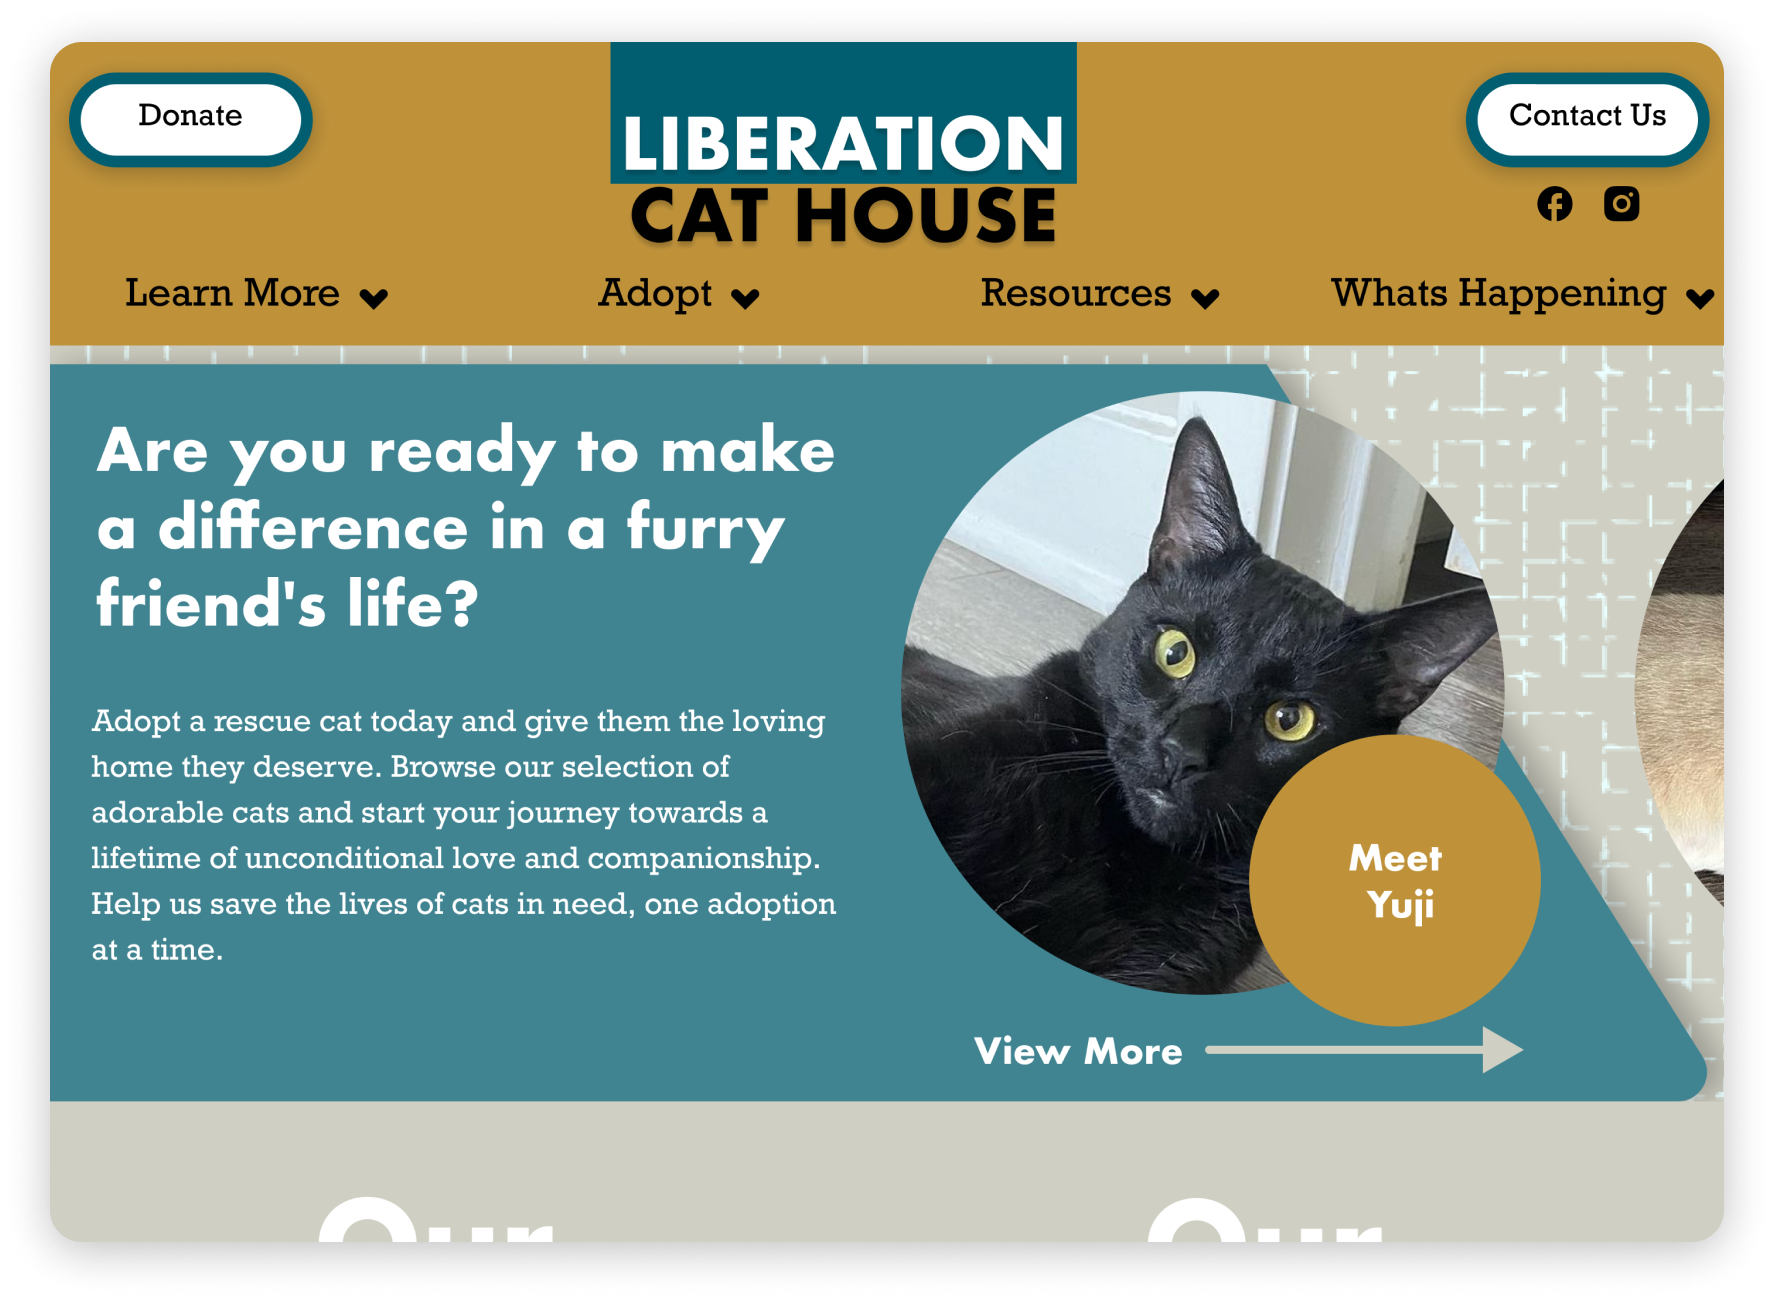 Donate
LIBERATION
CAT HOUSE
Contact Us
Learn More
Adopt
Resources
Whats Happening
Are you ready to make
a difference in a furry
friend's life?
Adopt a rescue cat today and give them the loving
home they deserve. Browse our selection of
adorable cats and start your journey towards a
lifetime of unconditional love and companionship.
Help us save the lives of cats in need, one adoption
at a time.
Meet
Yuji
View More
Our
Our